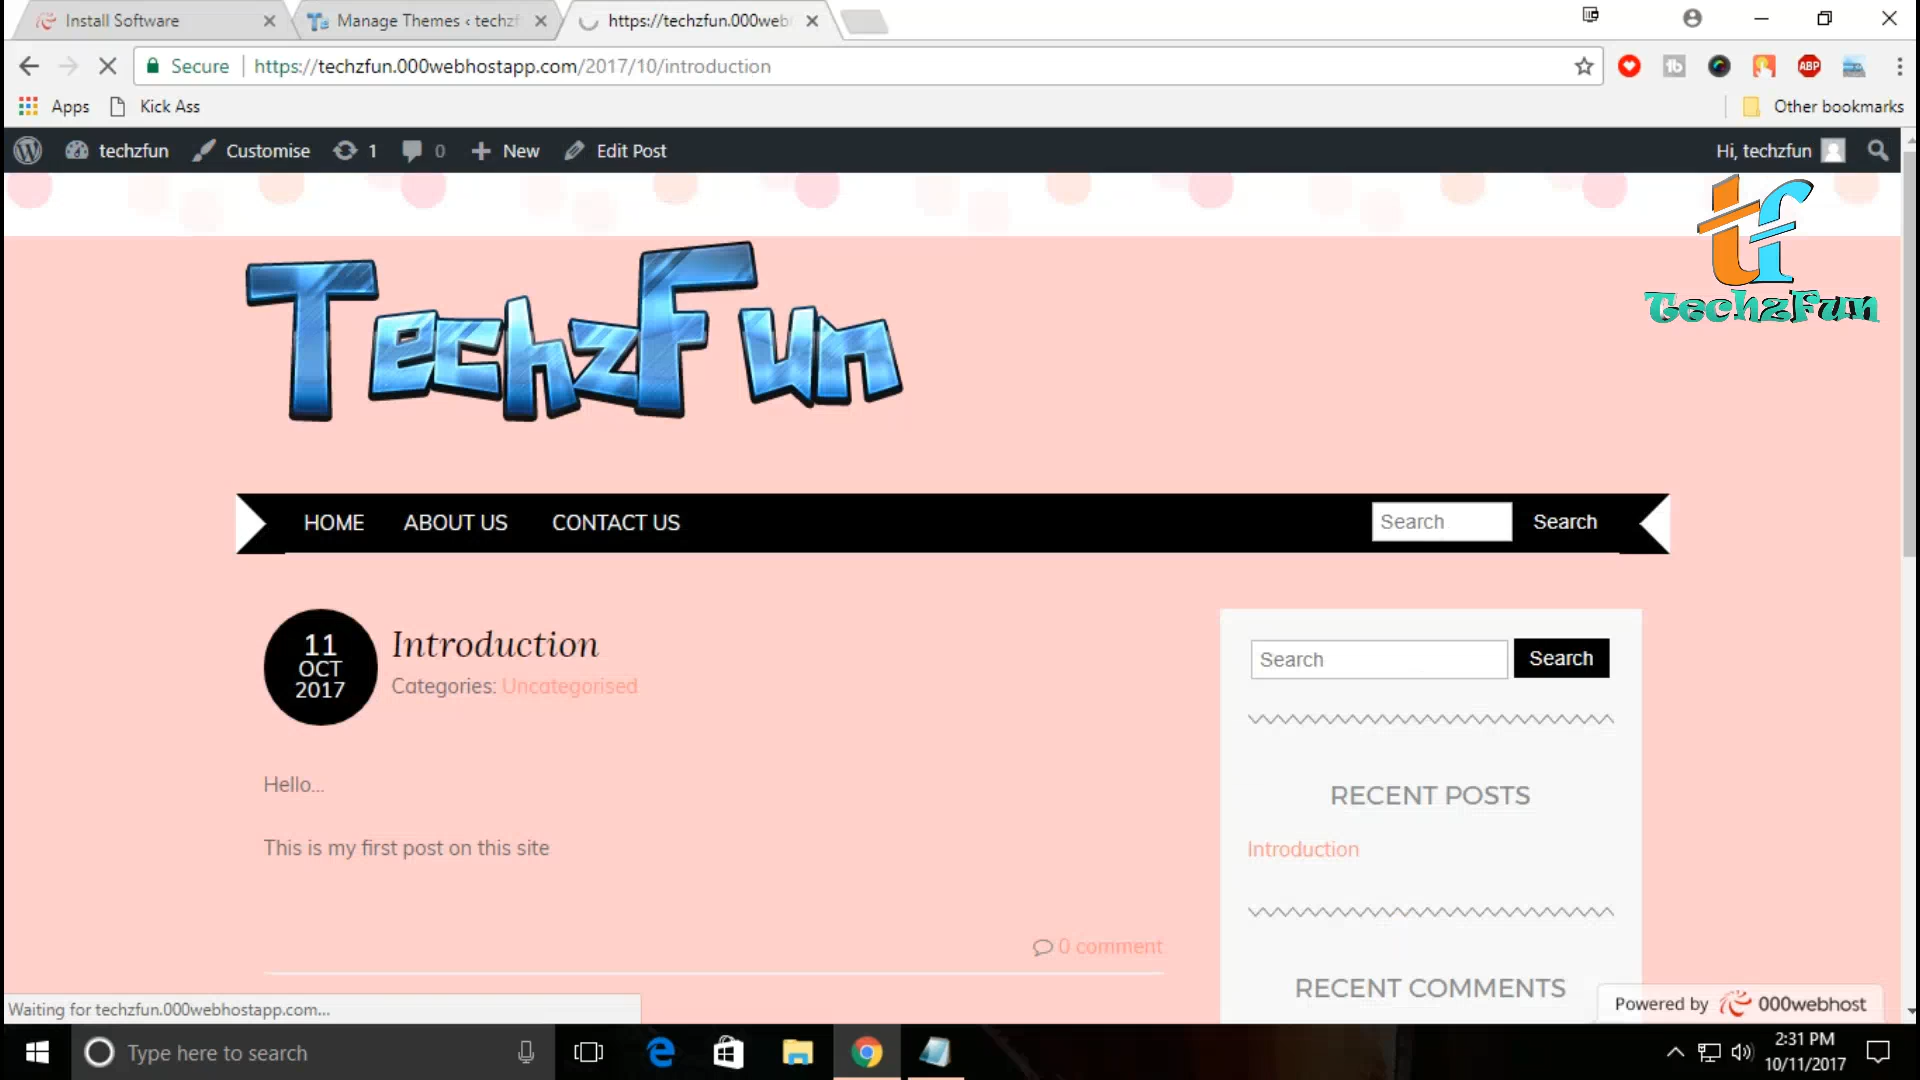 Install Software
Manage Themes ‹ techzf
https://techzfun.000web
Secure
https://techzfun.000webhostapp.com/2017/10/introduction
tb
ABP
Apps
Kick Ass
Other bookmarks
techzfun
Customise
1
0
New
Edit Post
Hi, techzfun
tf
TechzFun
TechzFun
HOME
ABOUT US
CONTACT US
Search
Search
11
OCT
2017
Introduction
Categories: Uncategorised
Search
Search
Hello...
RECENT POSTS
This is my first post on this site
Introduction
0 comment
RECENT COMMENTS
Waiting for techzfun.000webhostapp.com...
Powered by 000webhost
Type here to search
2:31 PM
10/11/2017